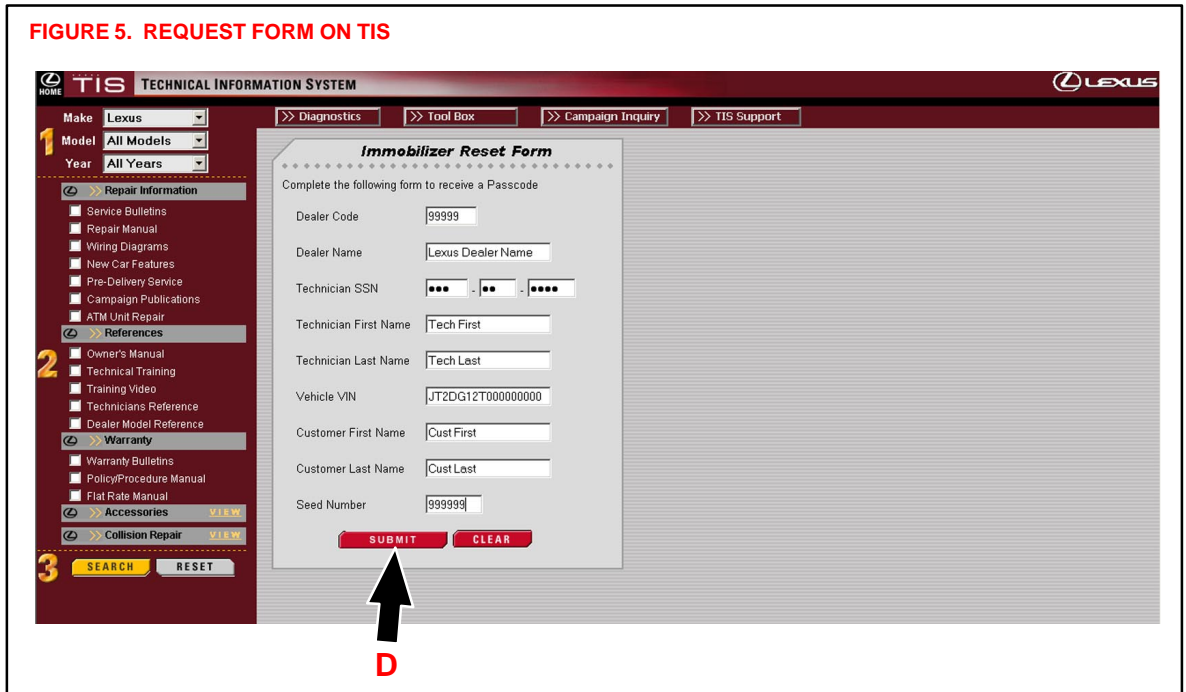 FIGURE 5. REQUEST FORM ON TIS
HOME TIS TECHNICAL INFORMATION SYSTEM LEXUS
Make Lexus
>> Diagnostics >> Tool Box >> Campaign Inquiry >> TIS Support
1 Model All Models
Year All Years
>> Repair Information
Service Bulletins
Repair Manual
Wiring Diagrams
New Car Features
Pre-Delivery Service
Campaign Publications
ATM Unit Repair
>> References
2 Owner's Manual
Technical Training
Training Video
Technicians Reference
Dealer Model Reference
>> Warranty
Warranty Bulletins
Policy/Procedure Manual
Flat Rate Manual
>> Accessories VIEW
>> Collision Repair VIEW
3 SEARCH RESET
Immobilizer Reset Form
Complete the following form to receive a Passcode
Dealer Code 99999
Dealer Name Lexus Dealer Name
Technician SSN ••• - •• - ••••
Technician First Name Tech First
Technician Last Name Tech Last
Vehicle VIN JT2DG12T000000000
Customer First Name Cust First
Customer Last Name Cust Last
Seed Number 999999
SUBMIT CLEAR
D